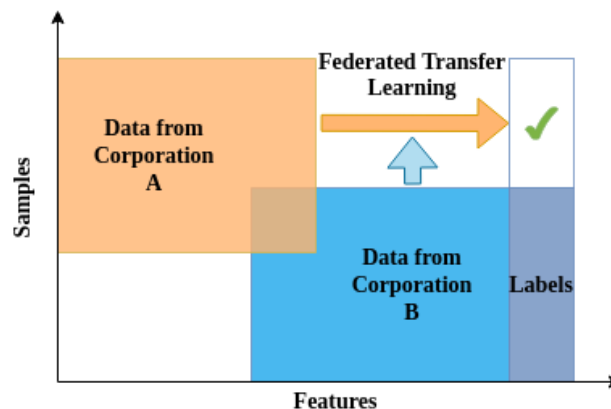 Federated Transfer
Learning
Data from
Corporation
A
Samples
Data from
Corporation
B
Labels
Features